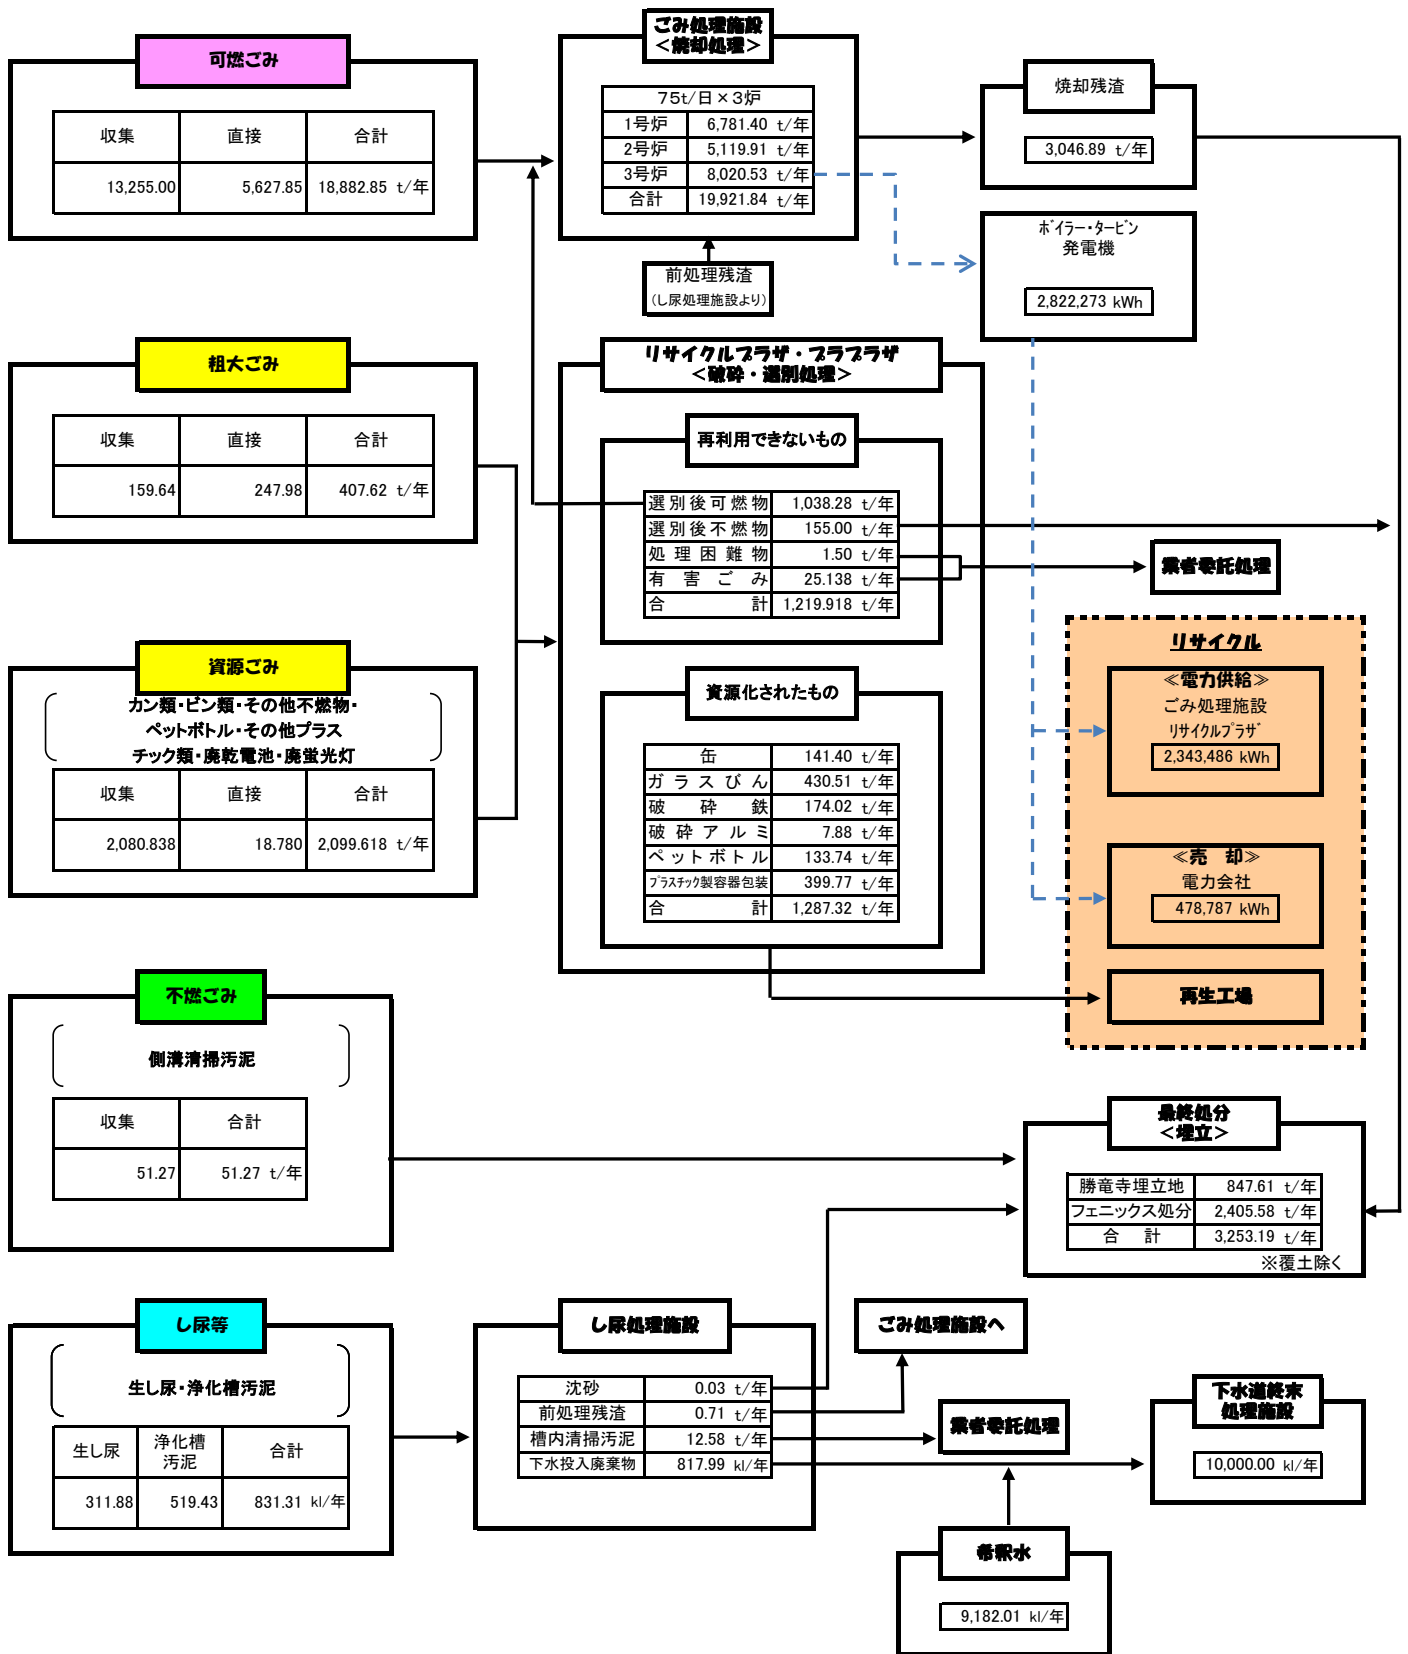 可燃ごみ
収集 直接 合計
13,255.00 5,627.85 18,882.85 t/年
ごみ処理施設
＜焼却処理＞
75t/日×3炉
1号炉 6,781.40 t/年
2号炉 5,119.91 t/年
3号炉 8,020.53 t/年
合計 19,921.84 t/年
前処理残渣
（し尿処理施設より）
焼却残渣
3,046.89 t/年
ﾎﾞｲﾗｰ・ﾀｰﾋﾞﾝ
発電機
2,822,273 kWh
粗大ごみ
収集 直接 合計
159.64 247.98 407.62 t/年
リサイクルプラザ・プラプラザ
＜破砕・選別処理＞
再利用できないもの
選別後可燃物 1,038.28 t/年
選別後不燃物 155.00 t/年
処理困難物 1.50 t/年
有害ごみ 25.138 t/年
合計 1,219.918 t/年
業者委託処理
資源ごみ
カン類・ビン類・その他不燃物・
ペットボトル・その他プラス
チック類・廃乾電池・廃蛍光灯
収集 直接 合計
2,080.838 18.780 2,099.618 t/年
資源化されたもの
缶 141.40 t/年
ガラスびん 430.51 t/年
破砕鉄 174.02 t/年
破砕アルミ 7.88 t/年
ペットボトル 133.74 t/年
ﾌﾟﾗｽﾁｯｸ製容器包装 399.77 t/年
合計 1,287.32 t/年
リサイクル
≪電力供給≫
ごみ処理施設
ﾘｻｲｸﾙﾌﾟﾗｻﾞ
2,343,486 kWh
≪売 却≫
電力会社
478,787 kWh
再生工場
不燃ごみ
側溝清掃汚泥
収集 合計
51.27 51.27 t/年
最終処分
＜埋立＞
勝竜寺埋立地 847.61 t/年
フェニックス処分 2,405.58 t/年
合 計 3,253.19 t/年
※覆土除く
し尿等
生し尿・浄化槽汚泥
生し尿 浄化槽汚泥 合計
311.88 519.43 831.31 kl/年
し尿処理施設
沈砂 0.03 t/年
前処理残渣 0.71 t/年
槽内清掃汚泥 12.58 t/年
下水投入廃棄物 817.99 kl/年
ごみ処理施設へ
業者委託処理
下水道終末
処理施設
10,000.00 kl/年
希釈水
9,182.01 kl/年